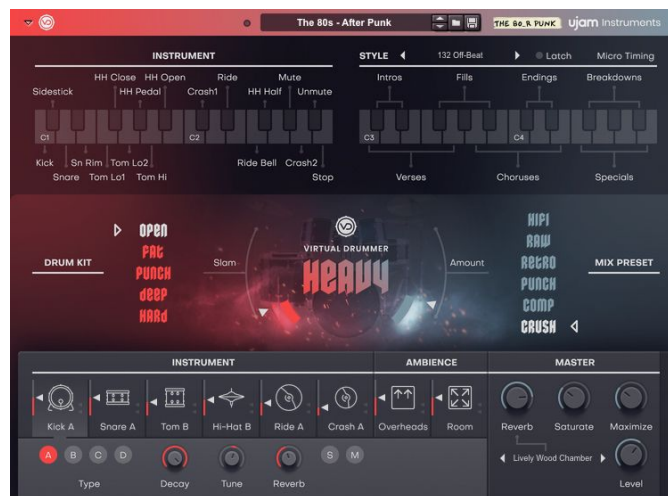 The 80s - After Punk
THE 80_R PUNK
ujam Instruments
INSTRUMENT
STYLE
132 Off-Beat
Latch
Micro Timing
HH Close HH Open Ride Mute
Sidestick HH Pedal Crash1 HH Half Unmute
Intros Fills Endings Breakdowns
C1 C2 C3 C4
Kick Sn Rim Tom Lo2 Ride Bell Crash2
Snare Tom Lo1 Tom Hi Stop
Verses Choruses Specials
DRUM KIT
OPEN
FAT
PUNCH
DEEP
HARD
Slam
VD
VIRTUAL DRUMMER
HEAVY
Amount
HIFI
RAW
RETRO
PUNCH
COMP
CRUSH
MIX PRESET
INSTRUMENT AMBIENCE MASTER
Kick A Snare A Tom B Hi-Hat B Ride A Crash A Overheads Room
Reverb Saturate Maximize
A B C D S M
Lively Wood Chamber
Type Decay Tune Reverb Level